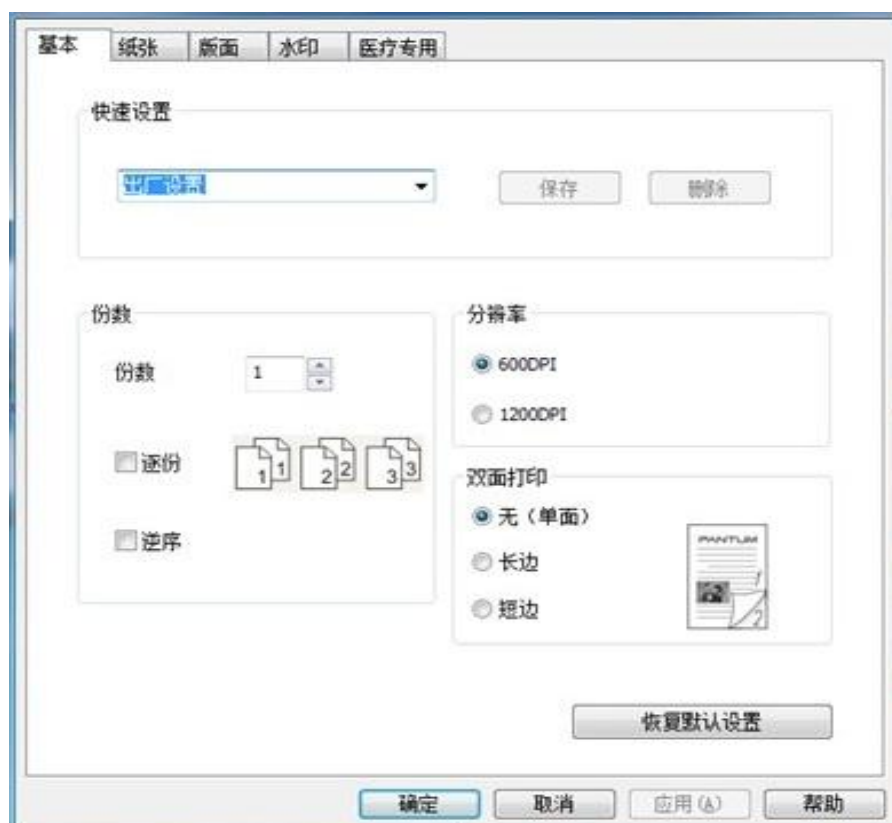 基本 纸张 版面 水印 医疗专用
快速设置
出厂设置 保存 删除
份数
份数 1
逐份 1 1 2 2 3 3
逆序
分辨率
600DPI
1200DPI
双面打印
无（单面）
长边
短边
PANTUM
1
2
恢复默认设置
确定 取消 应用(A) 帮助